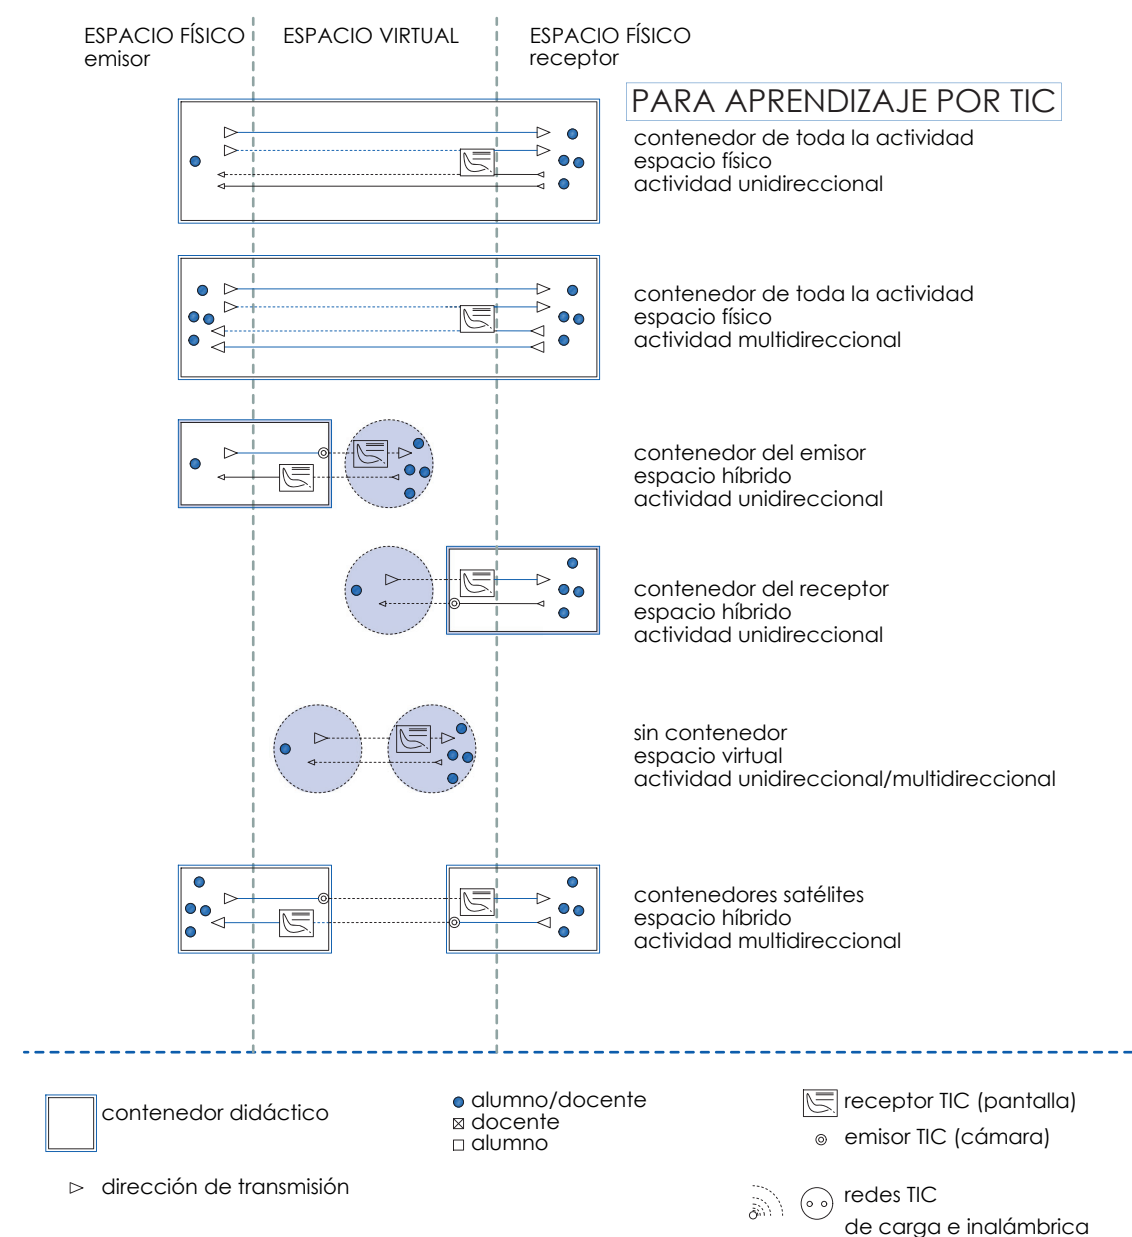 ESPACIO FÍSICO
emisor
ESPACIO VIRTUAL
ESPACIO FÍSICO
receptor
PARA APRENDIZAJE POR TIC
contenedor de toda la actividad
espacio físico
actividad unidireccional
contenedor de toda la actividad
espacio físico
actividad multidireccional
contenedor del emisor
espacio híbrido
actividad unidireccional
contenedor del receptor
espacio híbrido
actividad unidireccional
sin contenedor
espacio virtual
actividad unidireccional/multidireccional
contenedores satélites
espacio híbrido
actividad multidireccional
contenedor didáctico
dirección de transmisión
alumno/docente
docente
alumno
receptor TIC (pantalla)
emisor TIC (cámara)
redes TIC
de carga e inalámbrica